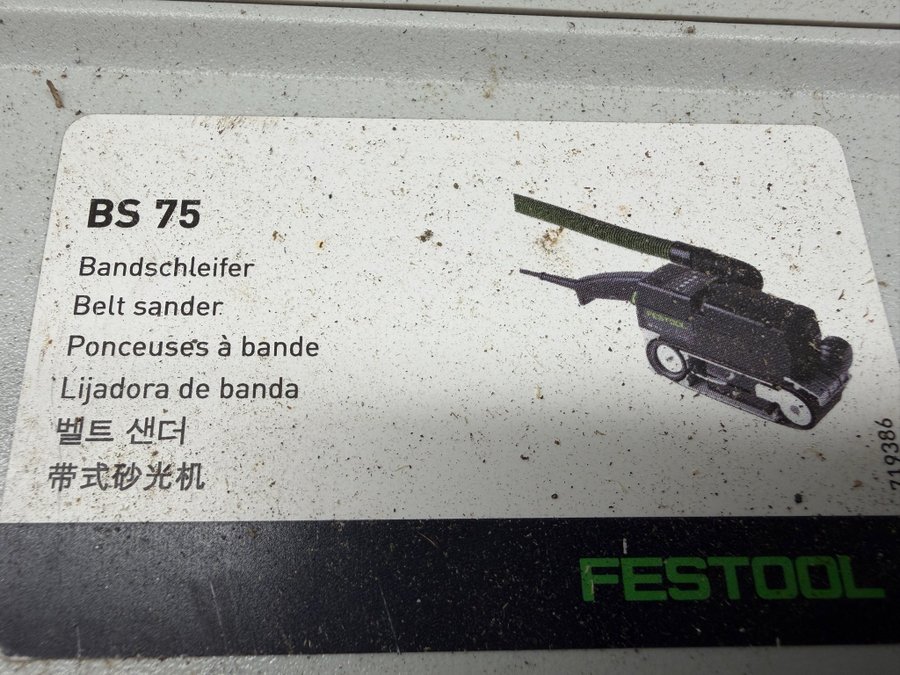 BS 75
Bandschleifer
Belt sander
Ponceuses à bande
Lijadora de banda
벨트 샌더
带式砂光机
FESTOOL
719386
FESTOOL